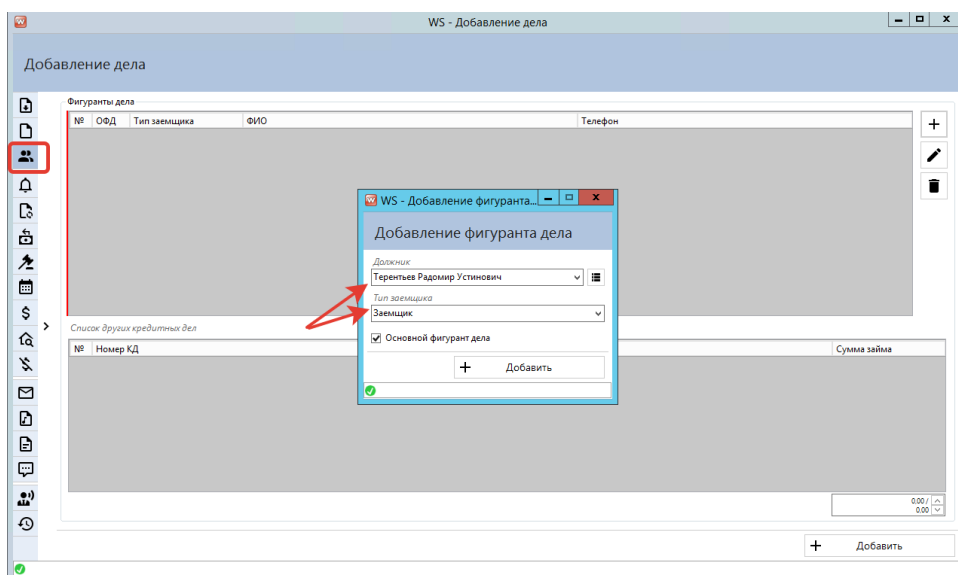 WS - Добавление дела
Добавление дела
Фигуранты дела
№ ОФД Тип заемщика ФИО Телефон
WS - Добавление фигуранта...
Добавление фигуранта дела
Должник
Терентьев Радомир Устинович
Тип заемщика
Заемщик
Основной фигурант дела
Добавить
Список других кредитных дел
№ Номер КД Сумма займа
0.00 /
0.00
Добавить